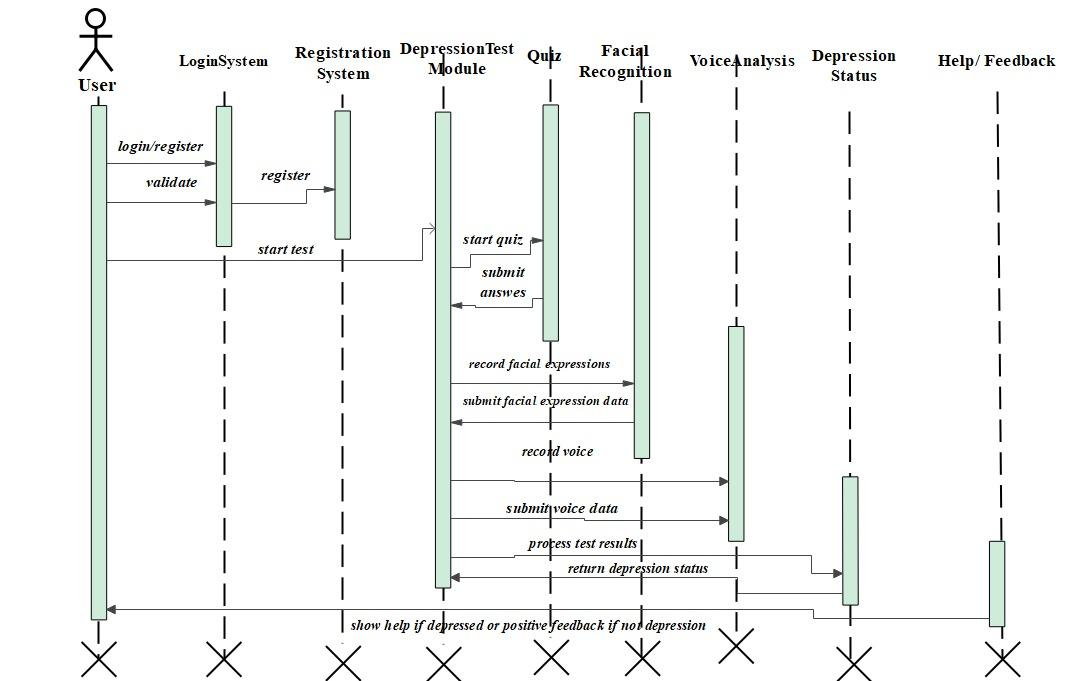 User
LoginSystem
Registration
System
DepressionTest
Module
Quiz
Facial
Recognition
VoiceAnalysis
Depression
Status
Help/ Feedback
login/register
validate
register
start test
start quiz
submit
answes
record facial expressions
submit facial expression data
record voice
submit voice data
process test results
return depression status
show help if depressed or positive feedback if not depression